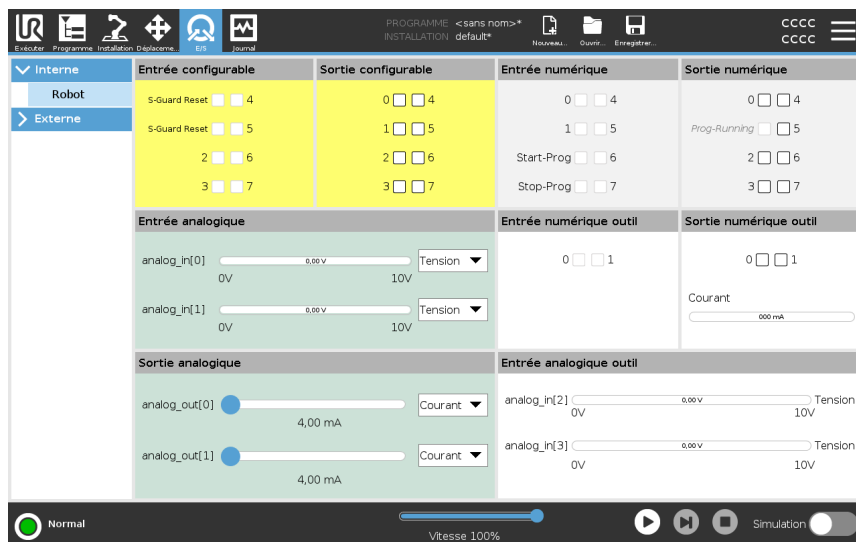 UR
PROGRAMME <sans nom>*
INSTALLATION default*
CCCC
CCCC
Exécuter Programme Installation Déplaceme... E/S Journal
Nouveau... Ouvrir... Enregistrer...
Interne
Robot
Externe
Entrée configurable
S-Guard Reset 4
S-Guard Reset 5
2 6
3 7
Sortie configurable
0 4
1 5
2 6
3 7
Entrée numérique
0 4
1 5
Start-Prog 6
Stop-Prog 7
Sortie numérique
0 4
Prog-Running 5
2 6
3 7
Entrée analogique
analog_in[0] 0,00 V Tension
0V 10V
analog_in[1] 0,00 V Tension
0V 10V
Entrée numérique outil
0 1
Sortie numérique outil
0 1
Courant
000 mA
Sortie analogique
analog_out[0] Courant
4,00 mA
analog_out[1] Courant
4,00 mA
Entrée analogique outil
analog_in[2] 0,00 V Tension
0V 10V
analog_in[3] 0,00 V Tension
0V 10V
Normal
Vitesse 100%
Simulation